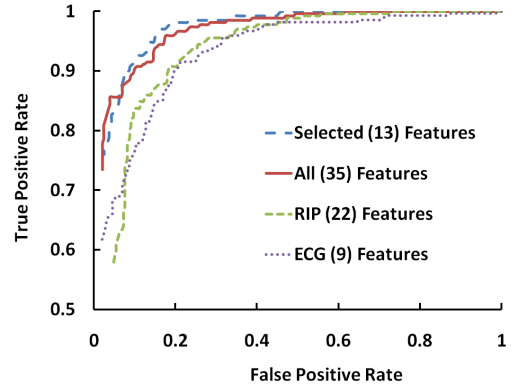 1
0.9
0.8
0.7
0.6
0.5
True Positive Rate
Selected (13) Features
All (35) Features
RIP (22) Features
ECG (9) Features
0 0.2 0.4 0.6 0.8 1
False Positive Rate